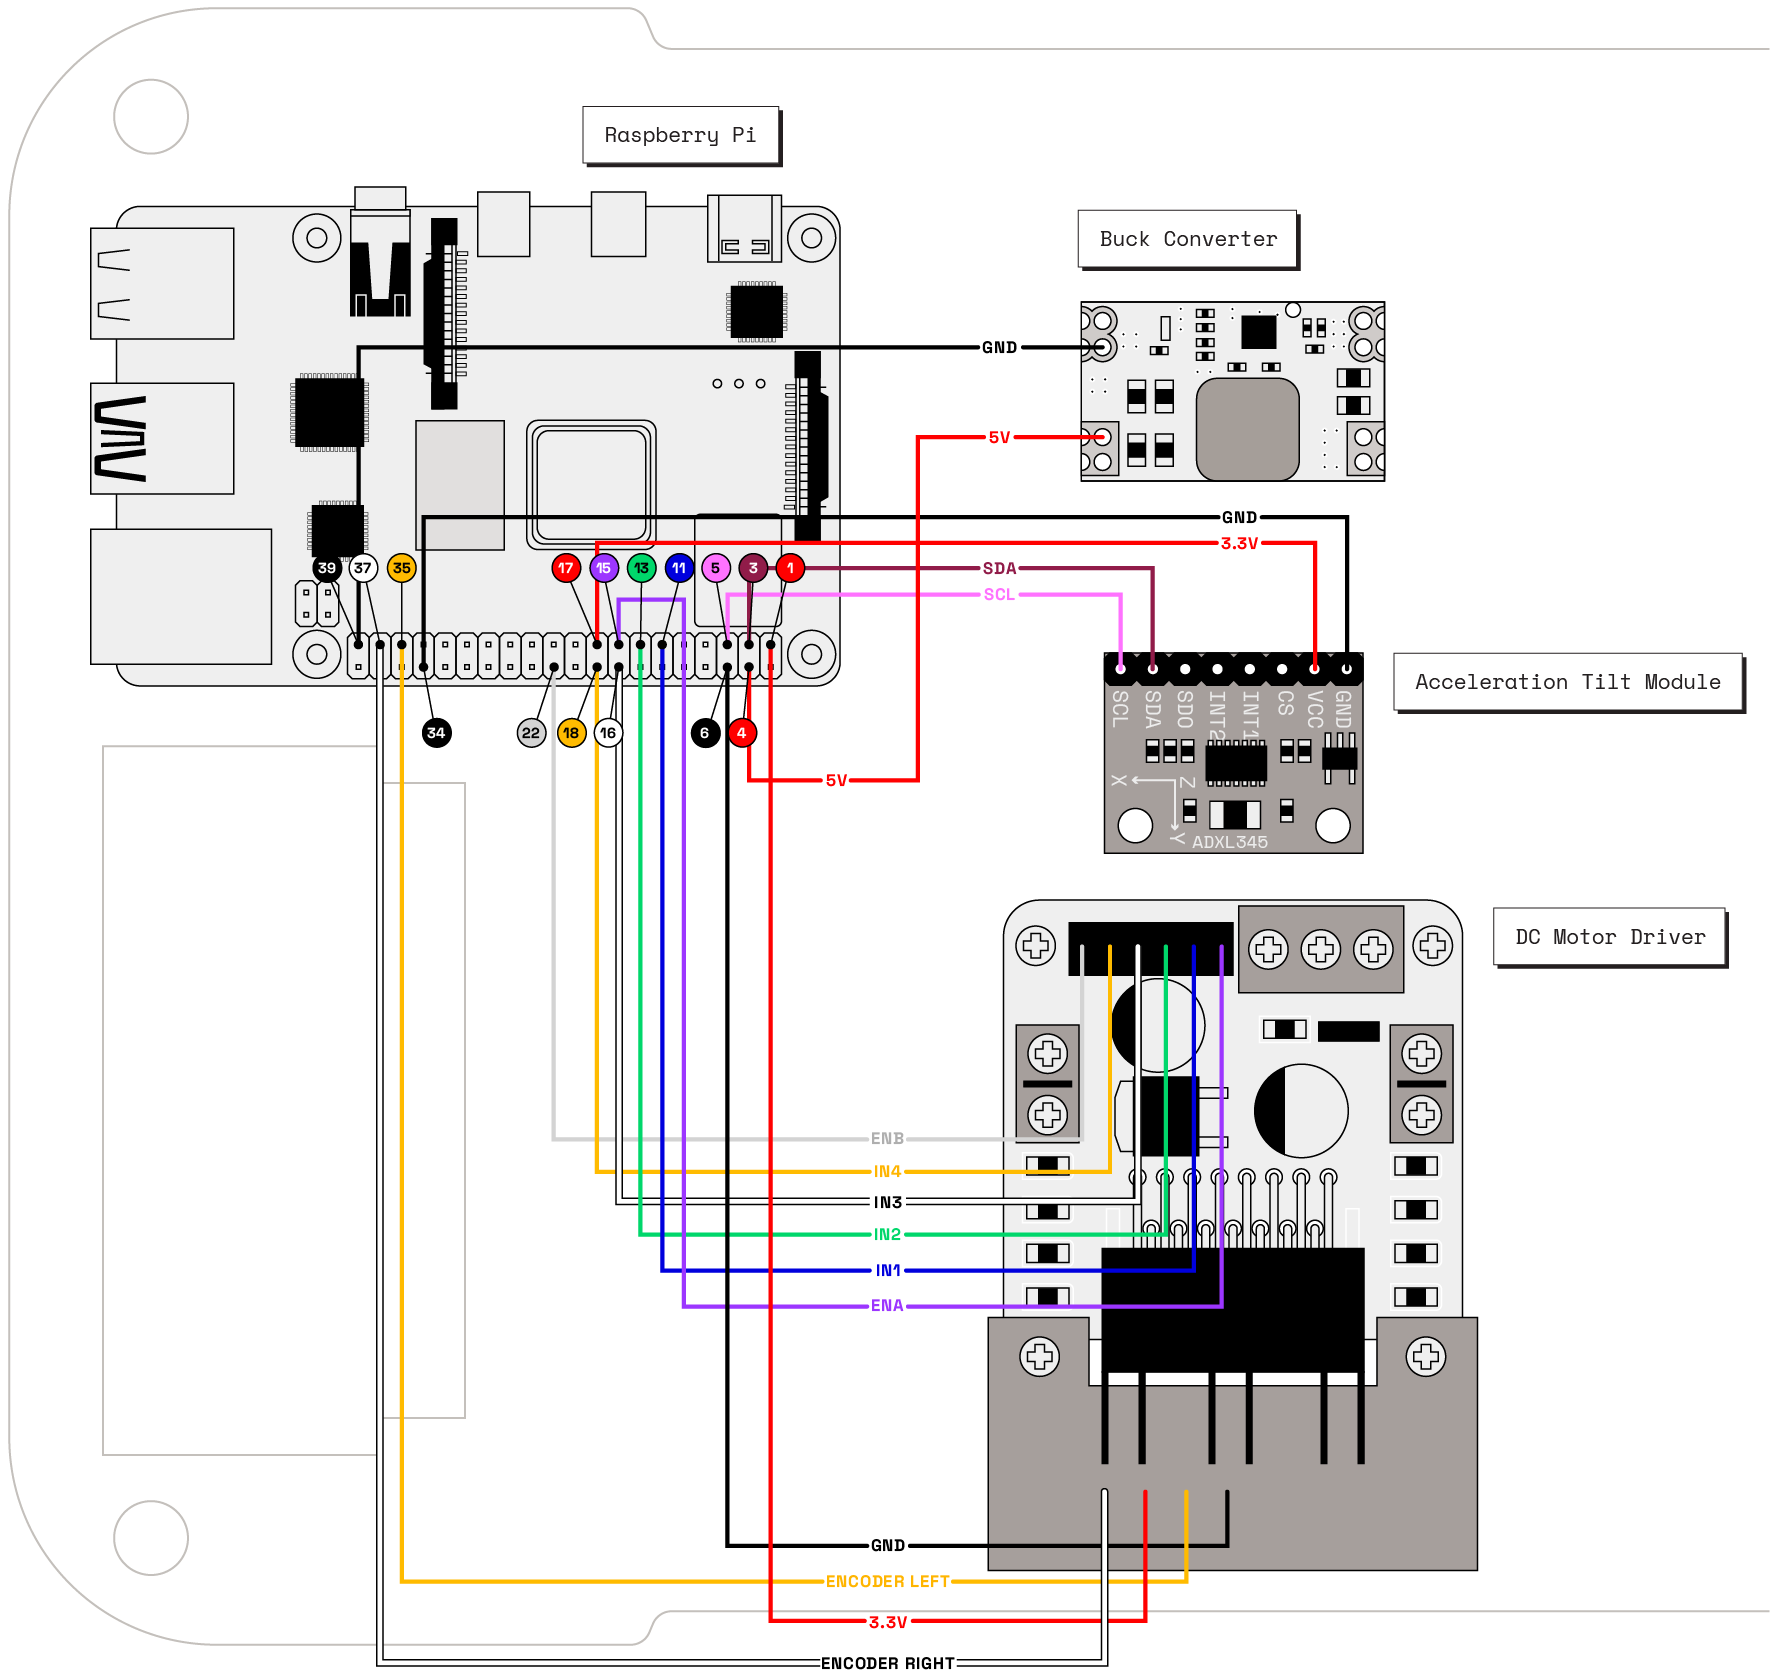 Raspberry Pi
Buck Converter
GND
5V
GND
3.3V
39
37
35
17
15
13
11
5
3
1
SDA
SCL
34
22
18
16
6
4
5V
Acceleration Tilt Module
SCL
SDA
SDO
INT2
INT1
CS
VCC
GND
X
Z
Y
ADXL345
DC Motor Driver
ENB
IN4
IN3
IN2
IN1
ENA
GND
ENCODER LEFT
3.3V
ENCODER RIGHT